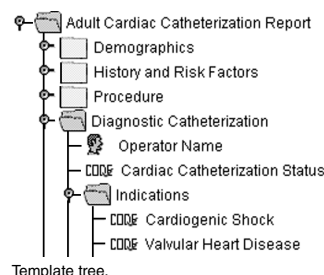 Adult Cardiac Catheterization Report
Demographics
History and Risk Factors
Procedure
Diagnostic Catheterization
Operator Name
CODE Cardiac Catheterization Status
Indications
CODE Cardiogenic Shock
CODE Valvular Heart Disease
Template tree.